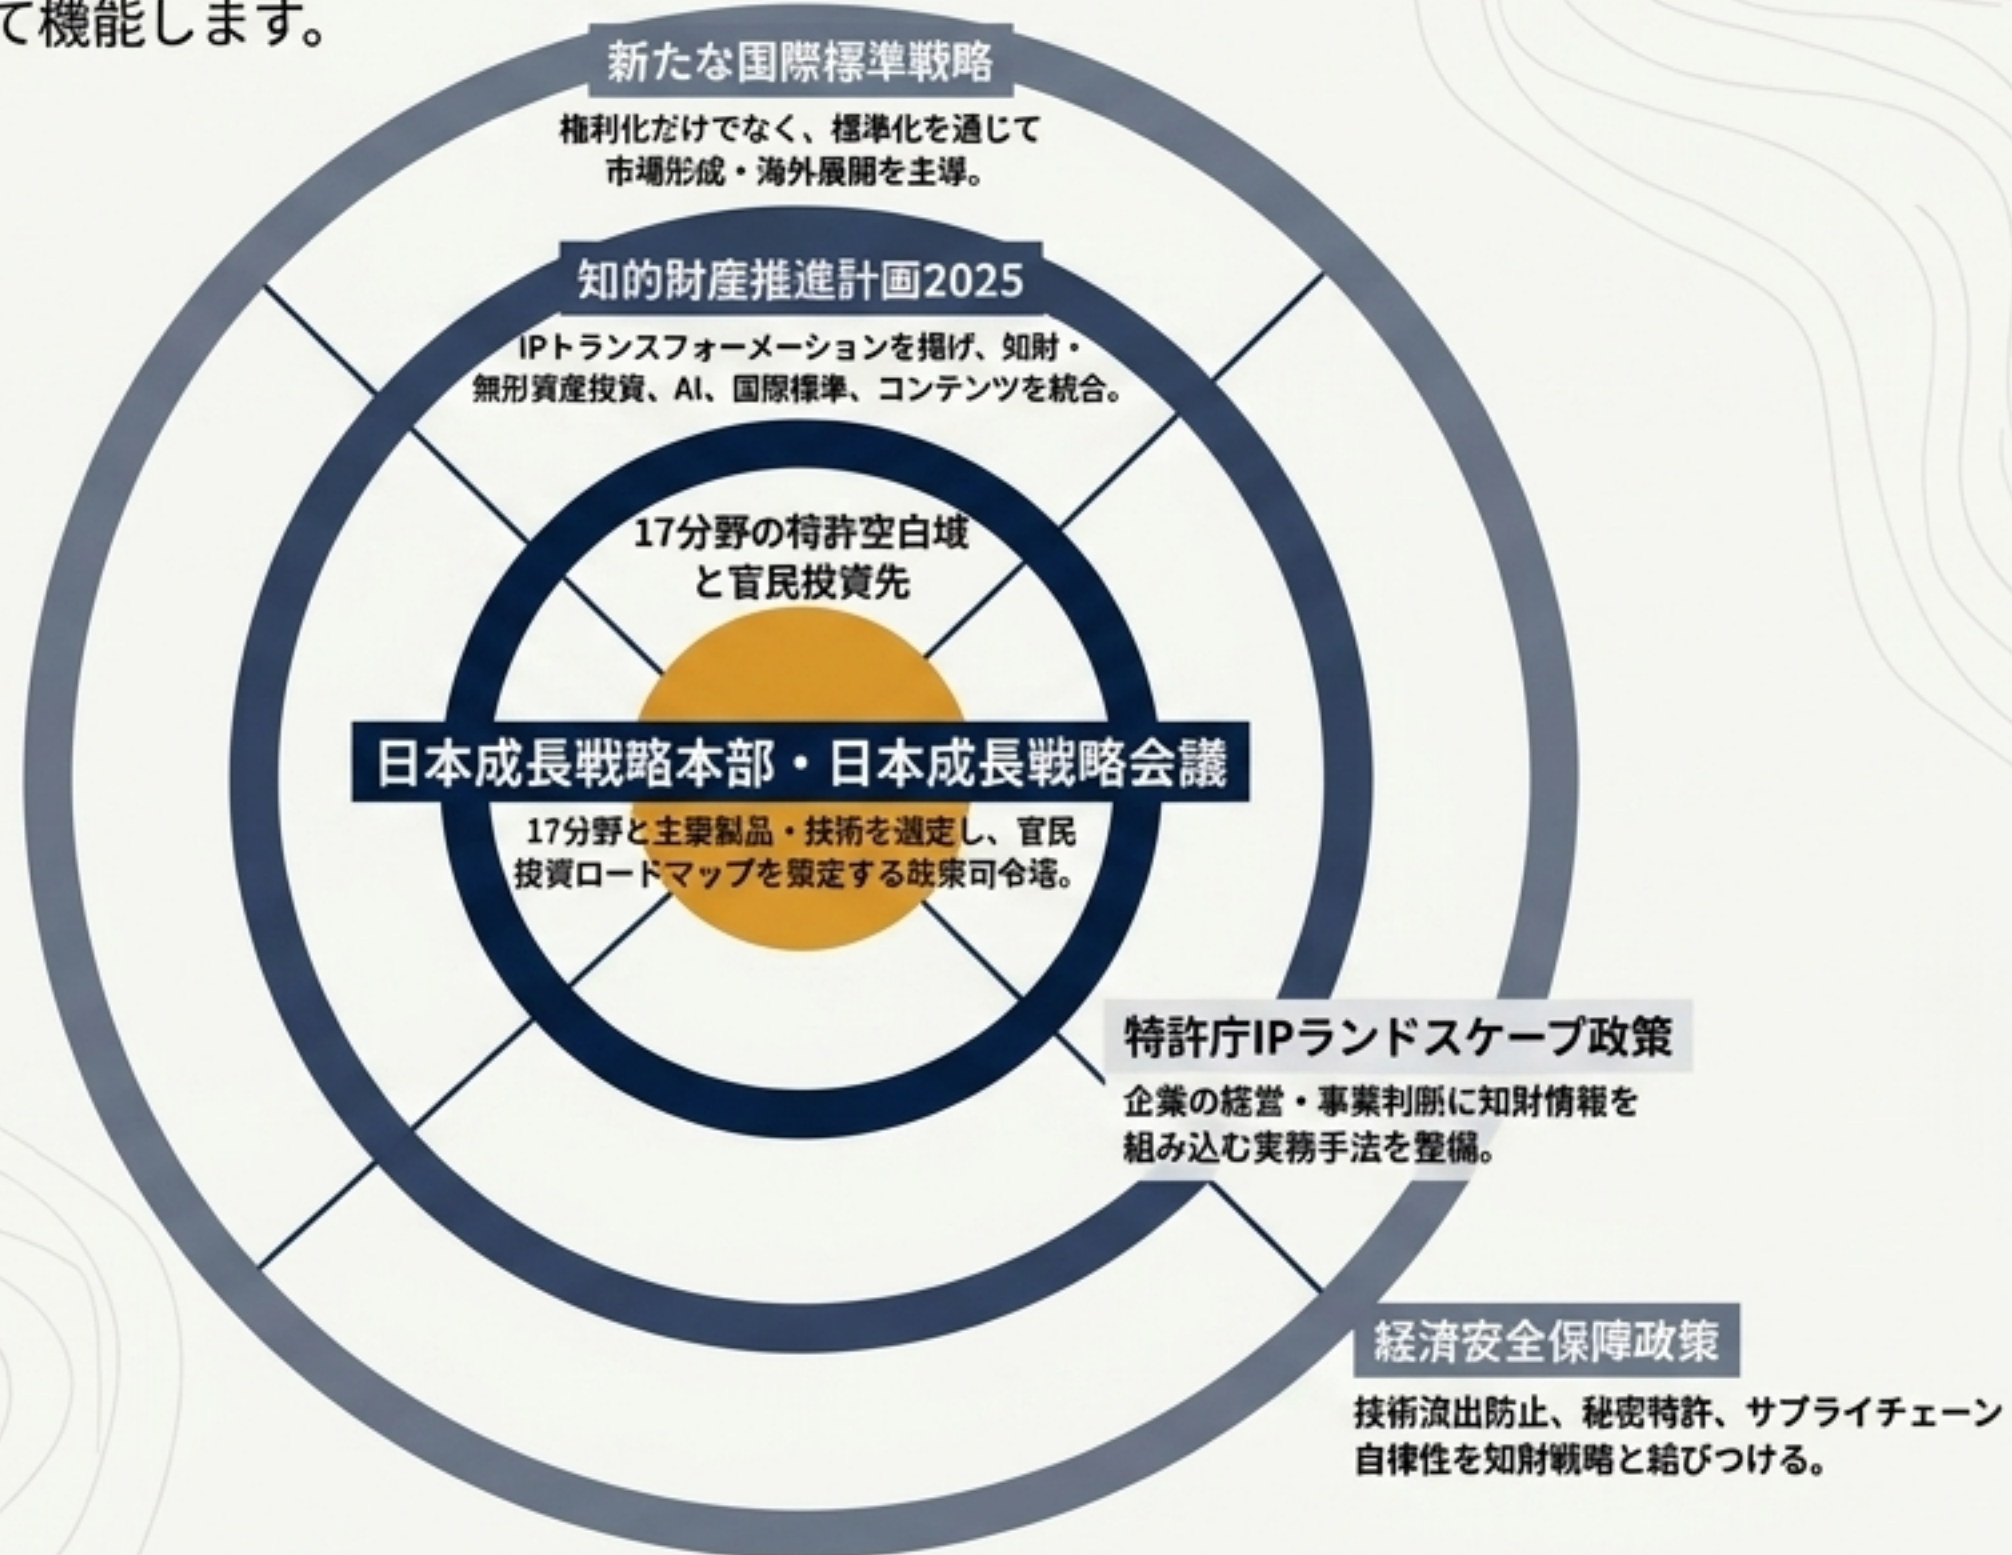 て機能します。
新たな国際標準戦略
権利化だけでなく、標準化を通じて
市場形成・海外展開を主導。
知的財産推進計画2025
IPトランスフォーメーションを掲げ、知財・
無形資産投資、AI、国際標準、コンテンツを統合。
17分野の特許空白域
と官民投資先
日本成長戦略本部・日本成長戦略会議
17分野と主要製品・技術を選定し、官民
投資ロードマップを策定する政策司令塔。
特許庁IPランドスケープ政策
企業の経営・事業判断に知財情報を
組み込む実務手法を整備。
経済安全保障政策
技術流出防止、秘密特許、サプライチェーン
自律性を知財戦略と結びつける。